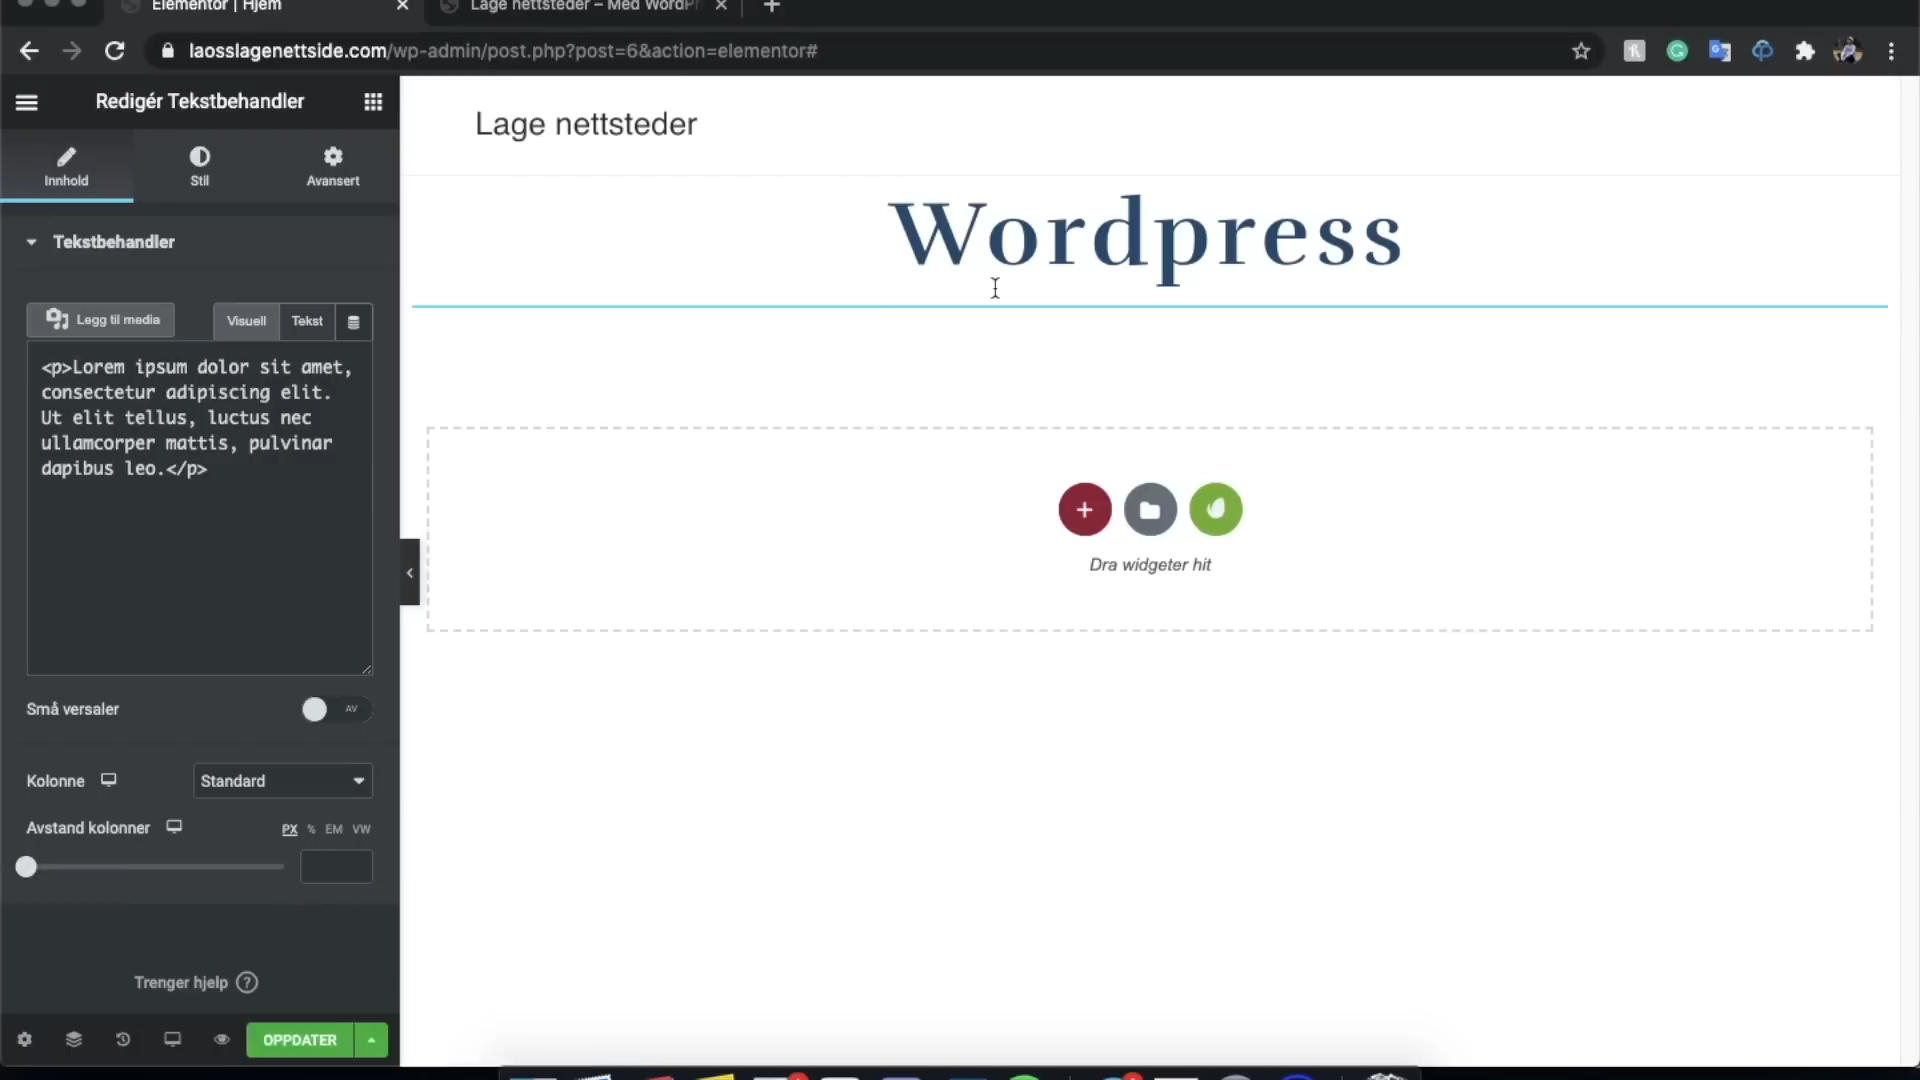 Elementor | Hjem
Lage nettsteder – Med WordPr
laosslagenettside.com/wp-admin/post.php?post=6&action=elementor#
Redigér Tekstbehandler
Innhold
Stil
Avansert
Tekstbehandler
Legg til media
Visuell
Tekst
<p>Lorem ipsum dolor sit amet,
consectetur adipiscing elit.
Ut elit tellus, luctus nec
ullamcorper mattis, pulvinar
dapibus leo.</p>
Små versaler
AV
Kolonne
Standard
Avstand kolonner
PX % EM VW
Trenger hjelp ?
OPPDATER
Lage nettsteder
Wordpress
Dra widgeter hit